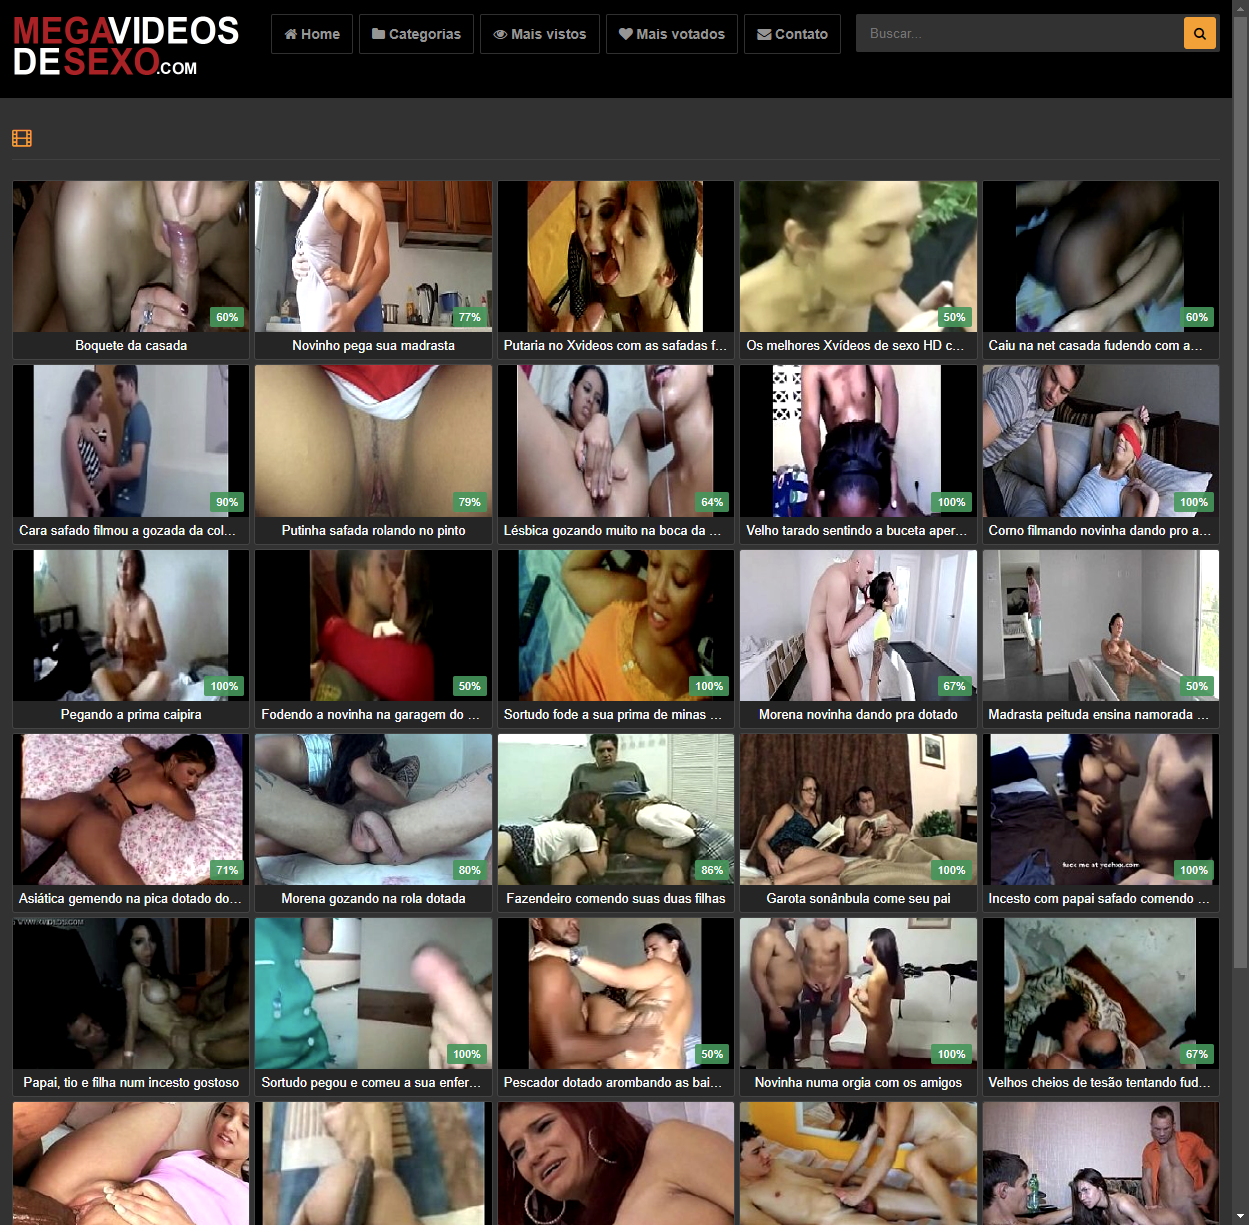 MEGAVIDEOS
DESEXO.COM
Home
Categorias
Mais vistos
Mais votados
Contato
Buscar...
60%
77%
50%
60%
Boquete da casada
Novinho pega sua madrasta
Putaria no Xvideos com as safadas f...
Os melhores Xvídeos de sexo HD c...
Caiu na net casada fudendo com a...
90%
79%
64%
100%
100%
Cara safado filmou a gozada da col...
Putinha safada rolando no pinto
Lésbica gozando muito na boca da ...
Velho tarado sentindo a buceta aper...
Corno filmando novinha dando pro a...
100%
50%
100%
67%
50%
Pegando a prima caipira
Fodendo a novinha na garagem do ...
Sortudo fode a sua prima de minas ...
Morena novinha dando pra dotado
Madrasta peituda ensina namorada ...
71%
80%
86%
100%
fuck me at yeahxx.com
100%
Asiática gemendo na pica dotado do...
Morena gozando na rola dotada
Fazendeiro comendo suas duas filhas
Garota sonânbula come seu pai
Incesto com papai safado comendo ...
100%
50%
100%
67%
Papai, tio e filha num incesto gostoso
Sortudo pegou e comeu a sua enfer...
Pescador dotado arombando as bai...
Novinha numa orgia com os amigos
Velhos cheios de tesão tentando fud...